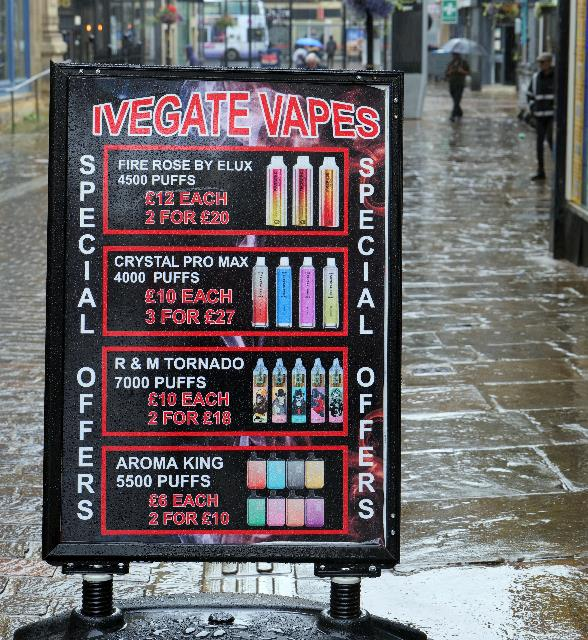 IVEGATE VAPES
SPECIAL OFFERS
FIRE ROSE BY ELUX
4500 PUFFS
£12 EACH
2 FOR £20
CRYSTAL PRO MAX
4000 PUFFS
£10 EACH
3 FOR £27
R & M TORNADO
7000 PUFFS
£10 EACH
2 FOR £18
AROMA KING
5500 PUFFS
£6 EACH
2 FOR £10
SPECIAL OFFERS